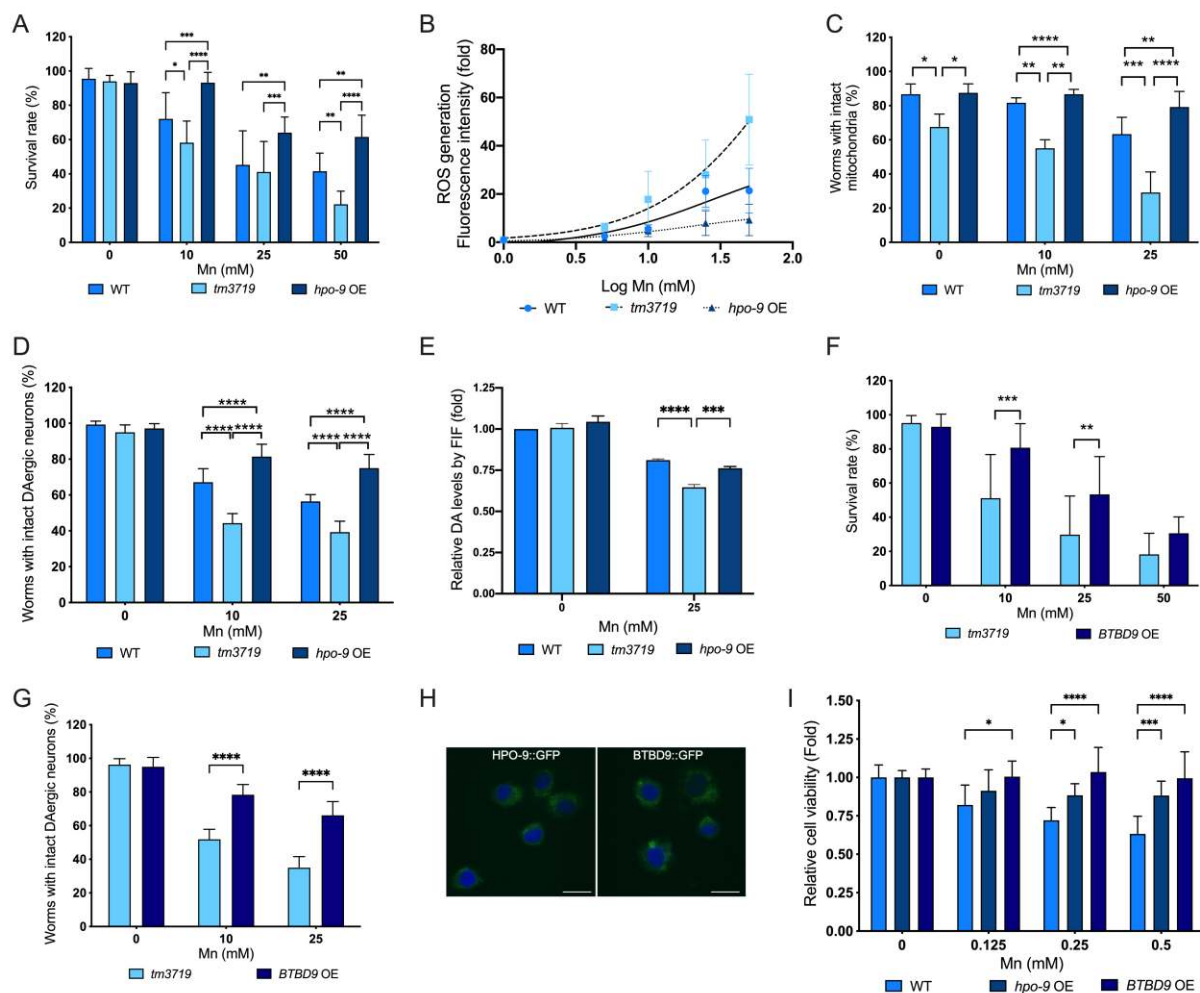 A
Survival rate (%)
120
100
80
60
40
20
0
*** * ****
** ***
** ** ****
0 10 25 50
Mn (mM)
WT tm3719 hpo-9 OE
B
ROS generation
Fluorescence intensity (fold)
80
60
40
20
0
0.0 0.5 1.0 1.5 2.0
Log Mn (mM)
WT tm3719 hpo-9 OE
C
Worms with intact
mitochondria (%)
120
100
80
60
40
20
0
* *
**** ** **
** *** ****
0 10 25
Mn (mM)
WT tm3719 hpo-9 OE
D
Worms with intact DAergic neurons (%)
120
100
80
60
40
20
0
**** **** ****
**** **** ****
0 10 25
Mn (mM)
WT tm3719 hpo-9 OE
E
Relative DA levels by FIF (fold)
1.25
1.00
0.75
0.50
0.25
0.00
**** ***
0 25
Mn (mM)
WT tm3719 hpo-9 OE
F
Survival rate (%)
120
100
80
60
40
20
0
*** **
0 10 25 50
Mn (mM)
tm3719 BTBD9 OE
G
Worms with intact DAergic neurons (%)
120
100
80
60
40
20
0
**** ****
0 10 25
Mn (mM)
tm3719 BTBD9 OE
H
HPO-9::GFP BTBD9::GFP
I
Relative cell viability (Fold)
1.50
1.25
1.00
0.75
0.50
0.25
0.00
*
**** *
**** ***
0 0.125 0.25 0.5
Mn (mM)
WT hpo-9 OE BTBD9 OE